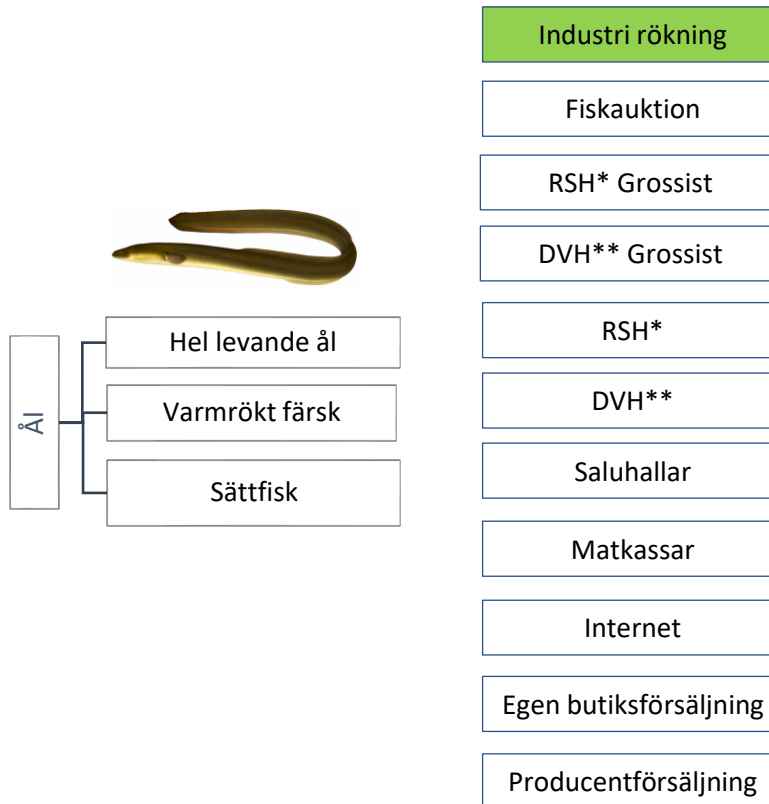 Ål
Hel levande ål
Varmrökt färsk
Sättfisk
Industri rökning
Fiskauktion
RSH* Grossist
DVH** Grossist
RSH*
DVH**
Saluhallar
Matkassar
Internet
Egen butiksförsäljning
Producentförsäljning